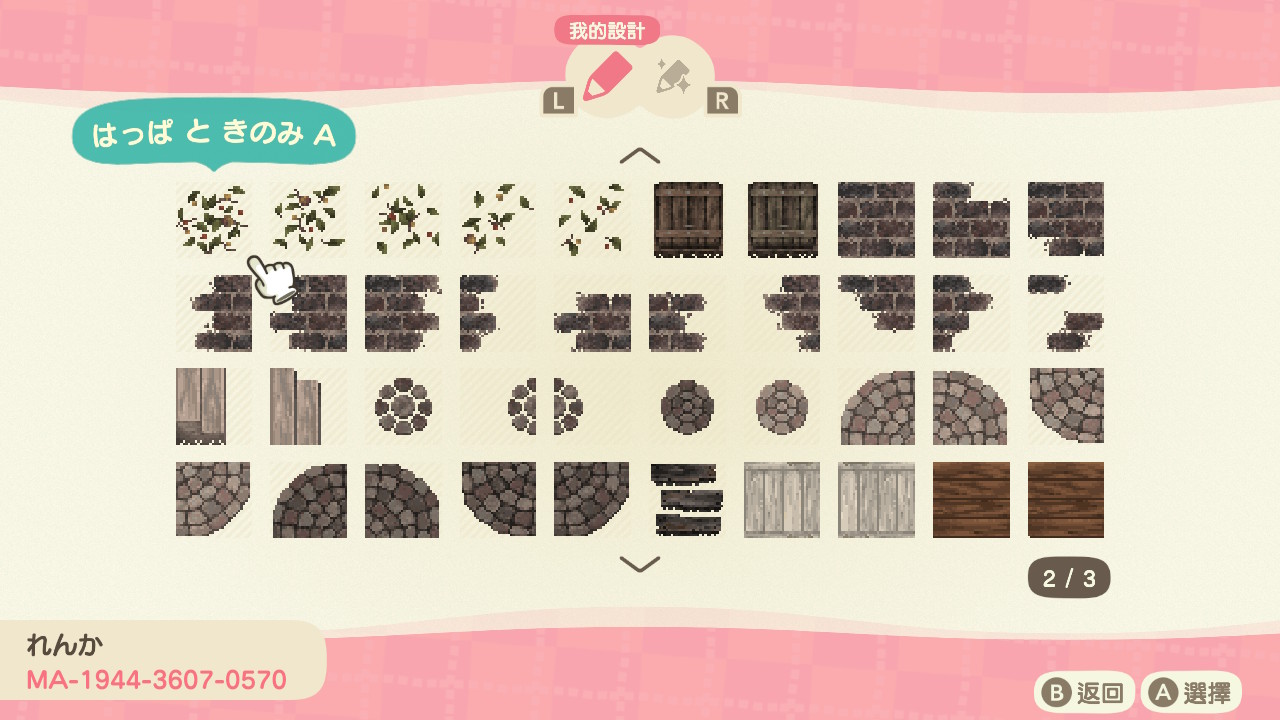 我的設計
L
R
はっぱ と きのみ A
2 / 3
れんか
MA-1944-3607-0570
B 返回 A 選擇